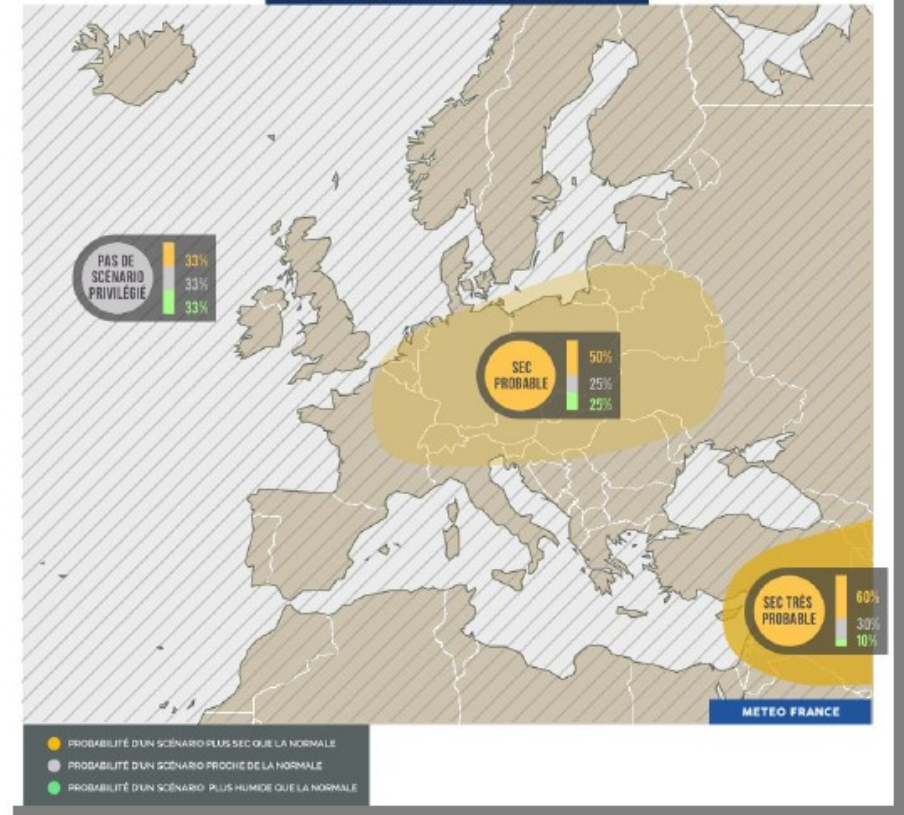 PAS DE
SCÉNARIO
PRIVILÉGIÉ
33%
33%
33%
SEC
PROBABLE
50%
25%
25%
SEC TRÈS
PROBABLE
60%
30%
10%
METEO FRANCE
PROBABILITÉ D'UN SCÉNARIO PLUS SEC QUE LA NORMALE
PROBABILITÉ D'UN SCÉNARIO PROCHE DE LA NORMALE
PROBABILITÉ D'UN SCÉNARIO PLUS HUMIDE QUE LA NORMALE